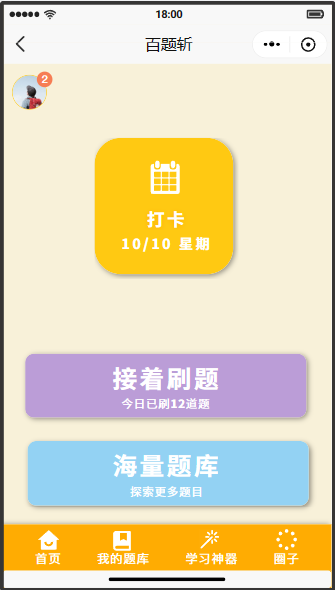 18:00
百题斩
2
打卡
10/10 星期
接着刷题
今日已刷12道题
海量题库
探索更多题目
首页 我的题库 学习神器 圈子